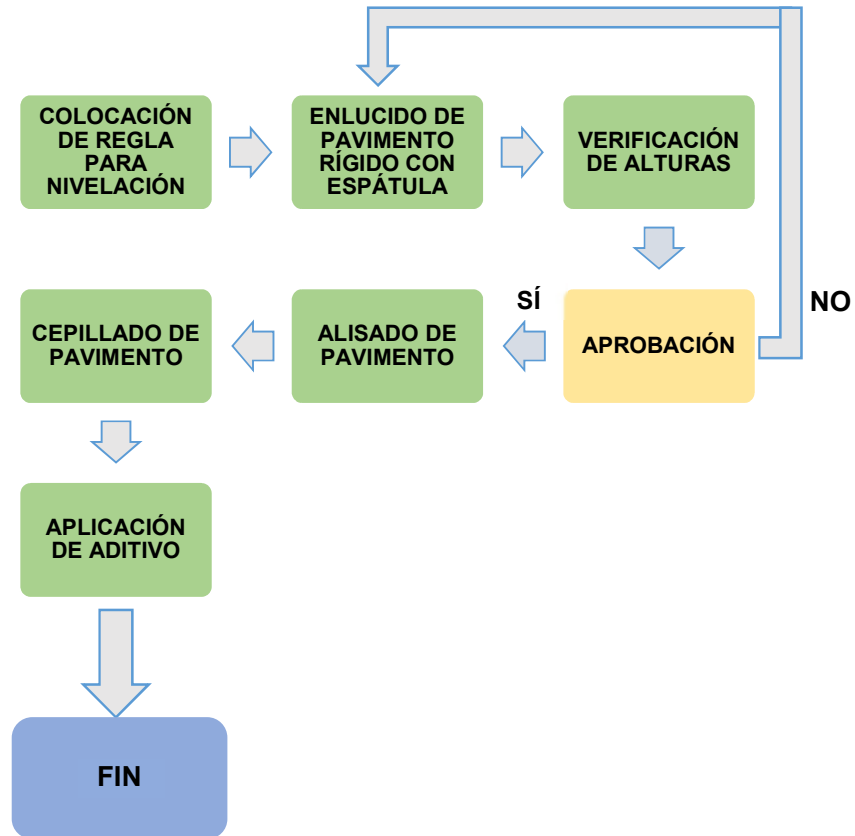 COLOCACIÓN
DE REGLA
PARA
NIVELACIÓN
ENLUCIDO DE
PAVIMENTO
RÍGIDO CON
ESPÁTULA
VERIFICACIÓN
DE ALTURAS
APROBACIÓN
NO
SÍ
ALISADO DE
PAVIMENTO
CEPILLADO DE
PAVIMENTO
APLICACIÓN
DE ADITIVO
FIN